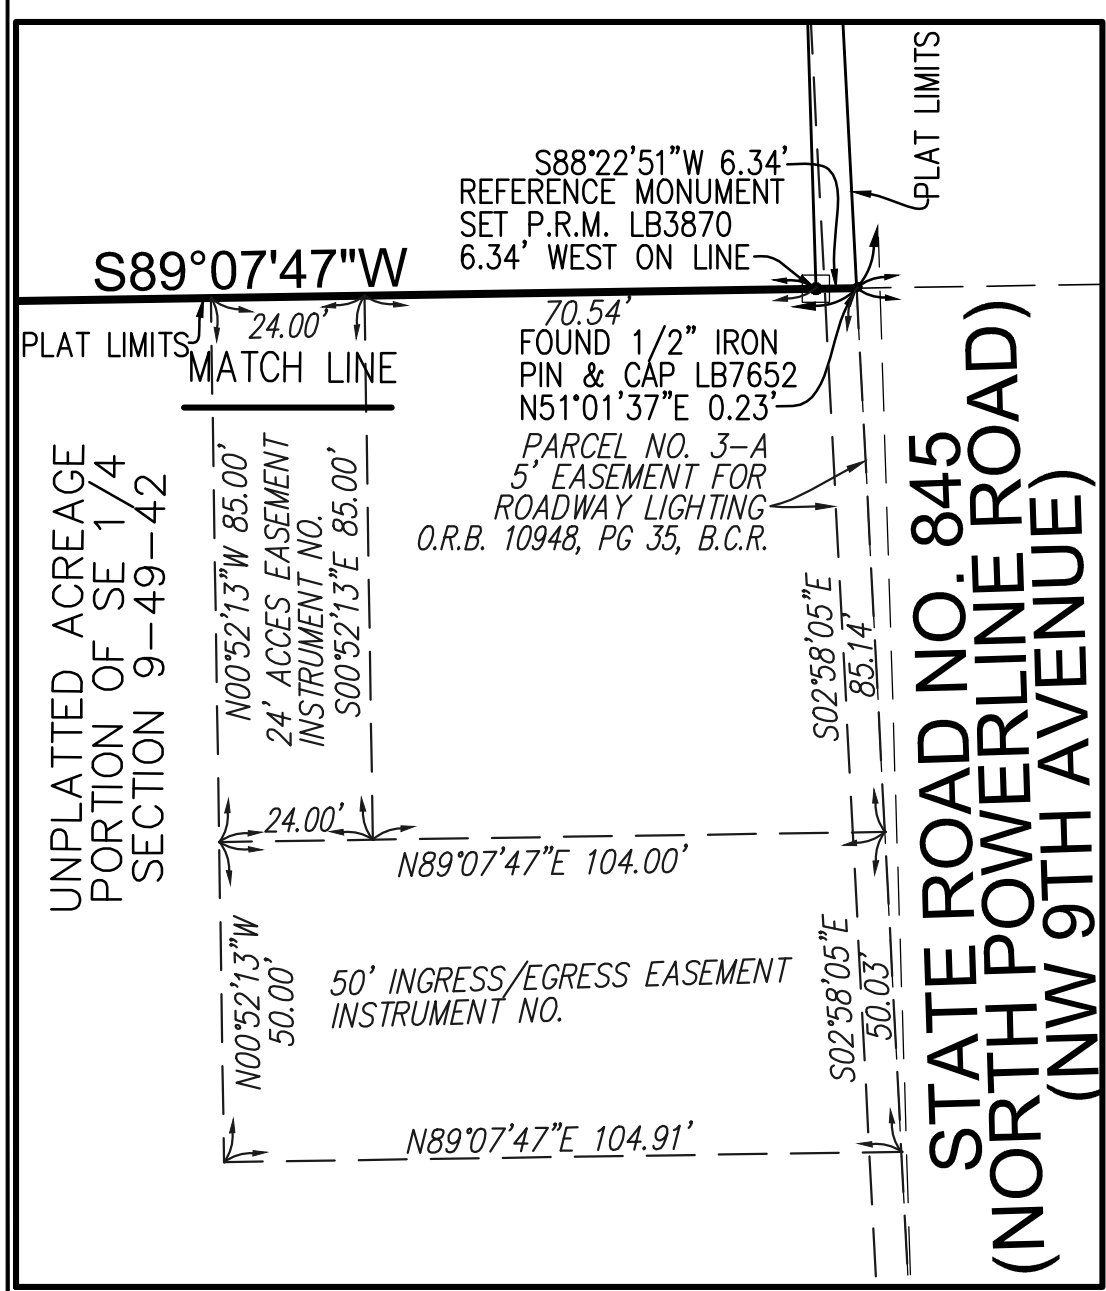 PLAT LIMITS
S88°22'51"W 6.34'
REFERENCE MONUMENT
SET P.R.M. LB3870
6.34' WEST ON LINE
S89°07'47"W
PLAT LIMITS
24.00'
70.54'
MATCH LINE
FOUND 1/2" IRON
PIN & CAP LB7652
N51°01'37"E 0.23'
PARCEL NO. 3-A
5' EASEMENT FOR
ROADWAY LIGHTING
O.R.B. 10948, PG 35, B.C.R.
UNPLATTED ACREAGE
PORTION OF SE 1/4
SECTION 9-49-42
N00°52'13"W 85.00'
24' ACCES EASEMENT
INSTRUMENT NO.
S00°52'13"E 85.00'
S02°58'05"E
85.14'
STATE ROAD NO. 845
(NORTH POWERLINE ROAD)
(NW 9TH AVENUE)
24.00'
N89°07'47"E 104.00'
N00°52'13"W
50.00'
50' INGRESS/EGRESS EASEMENT
INSTRUMENT NO.
S02°58'05"E
50.03'
N89°07'47"E 104.91'